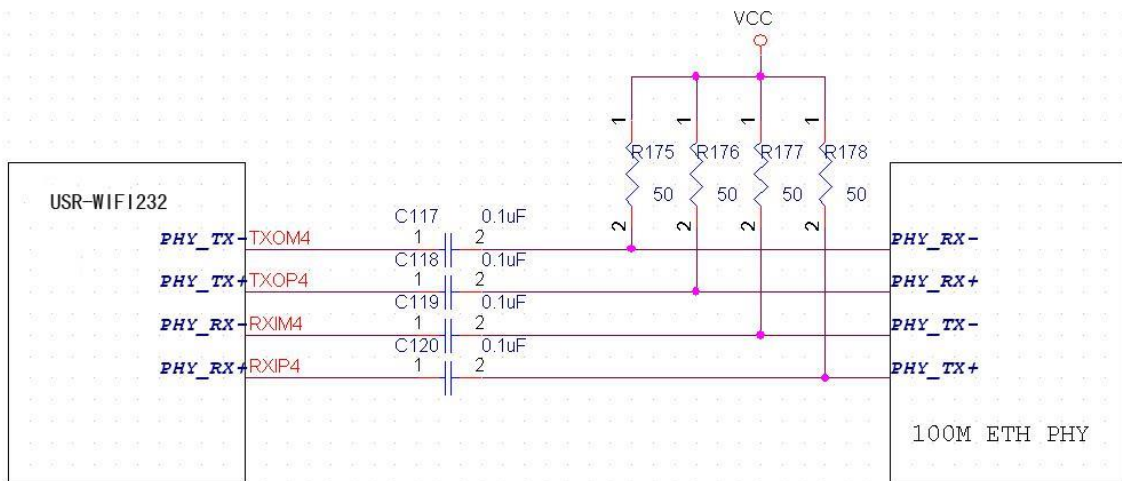 VCC
1 1 1 1
R175 R176 R177 R178
50 50 50 50
2 2 2 2
USR-WIFI232
C117 0.1uF
PHY_TX- TXOM4 1 2 PHY_RX-
C118 0.1uF
PHY_TX+ TXOP4 1 2 PHY_RX+
C119 0.1uF
PHY_RX- RXIM4 1 2 PHY_TX-
C120 0.1uF
PHY_RX+ RXIP4 1 2 PHY_TX+
100M ETH PHY